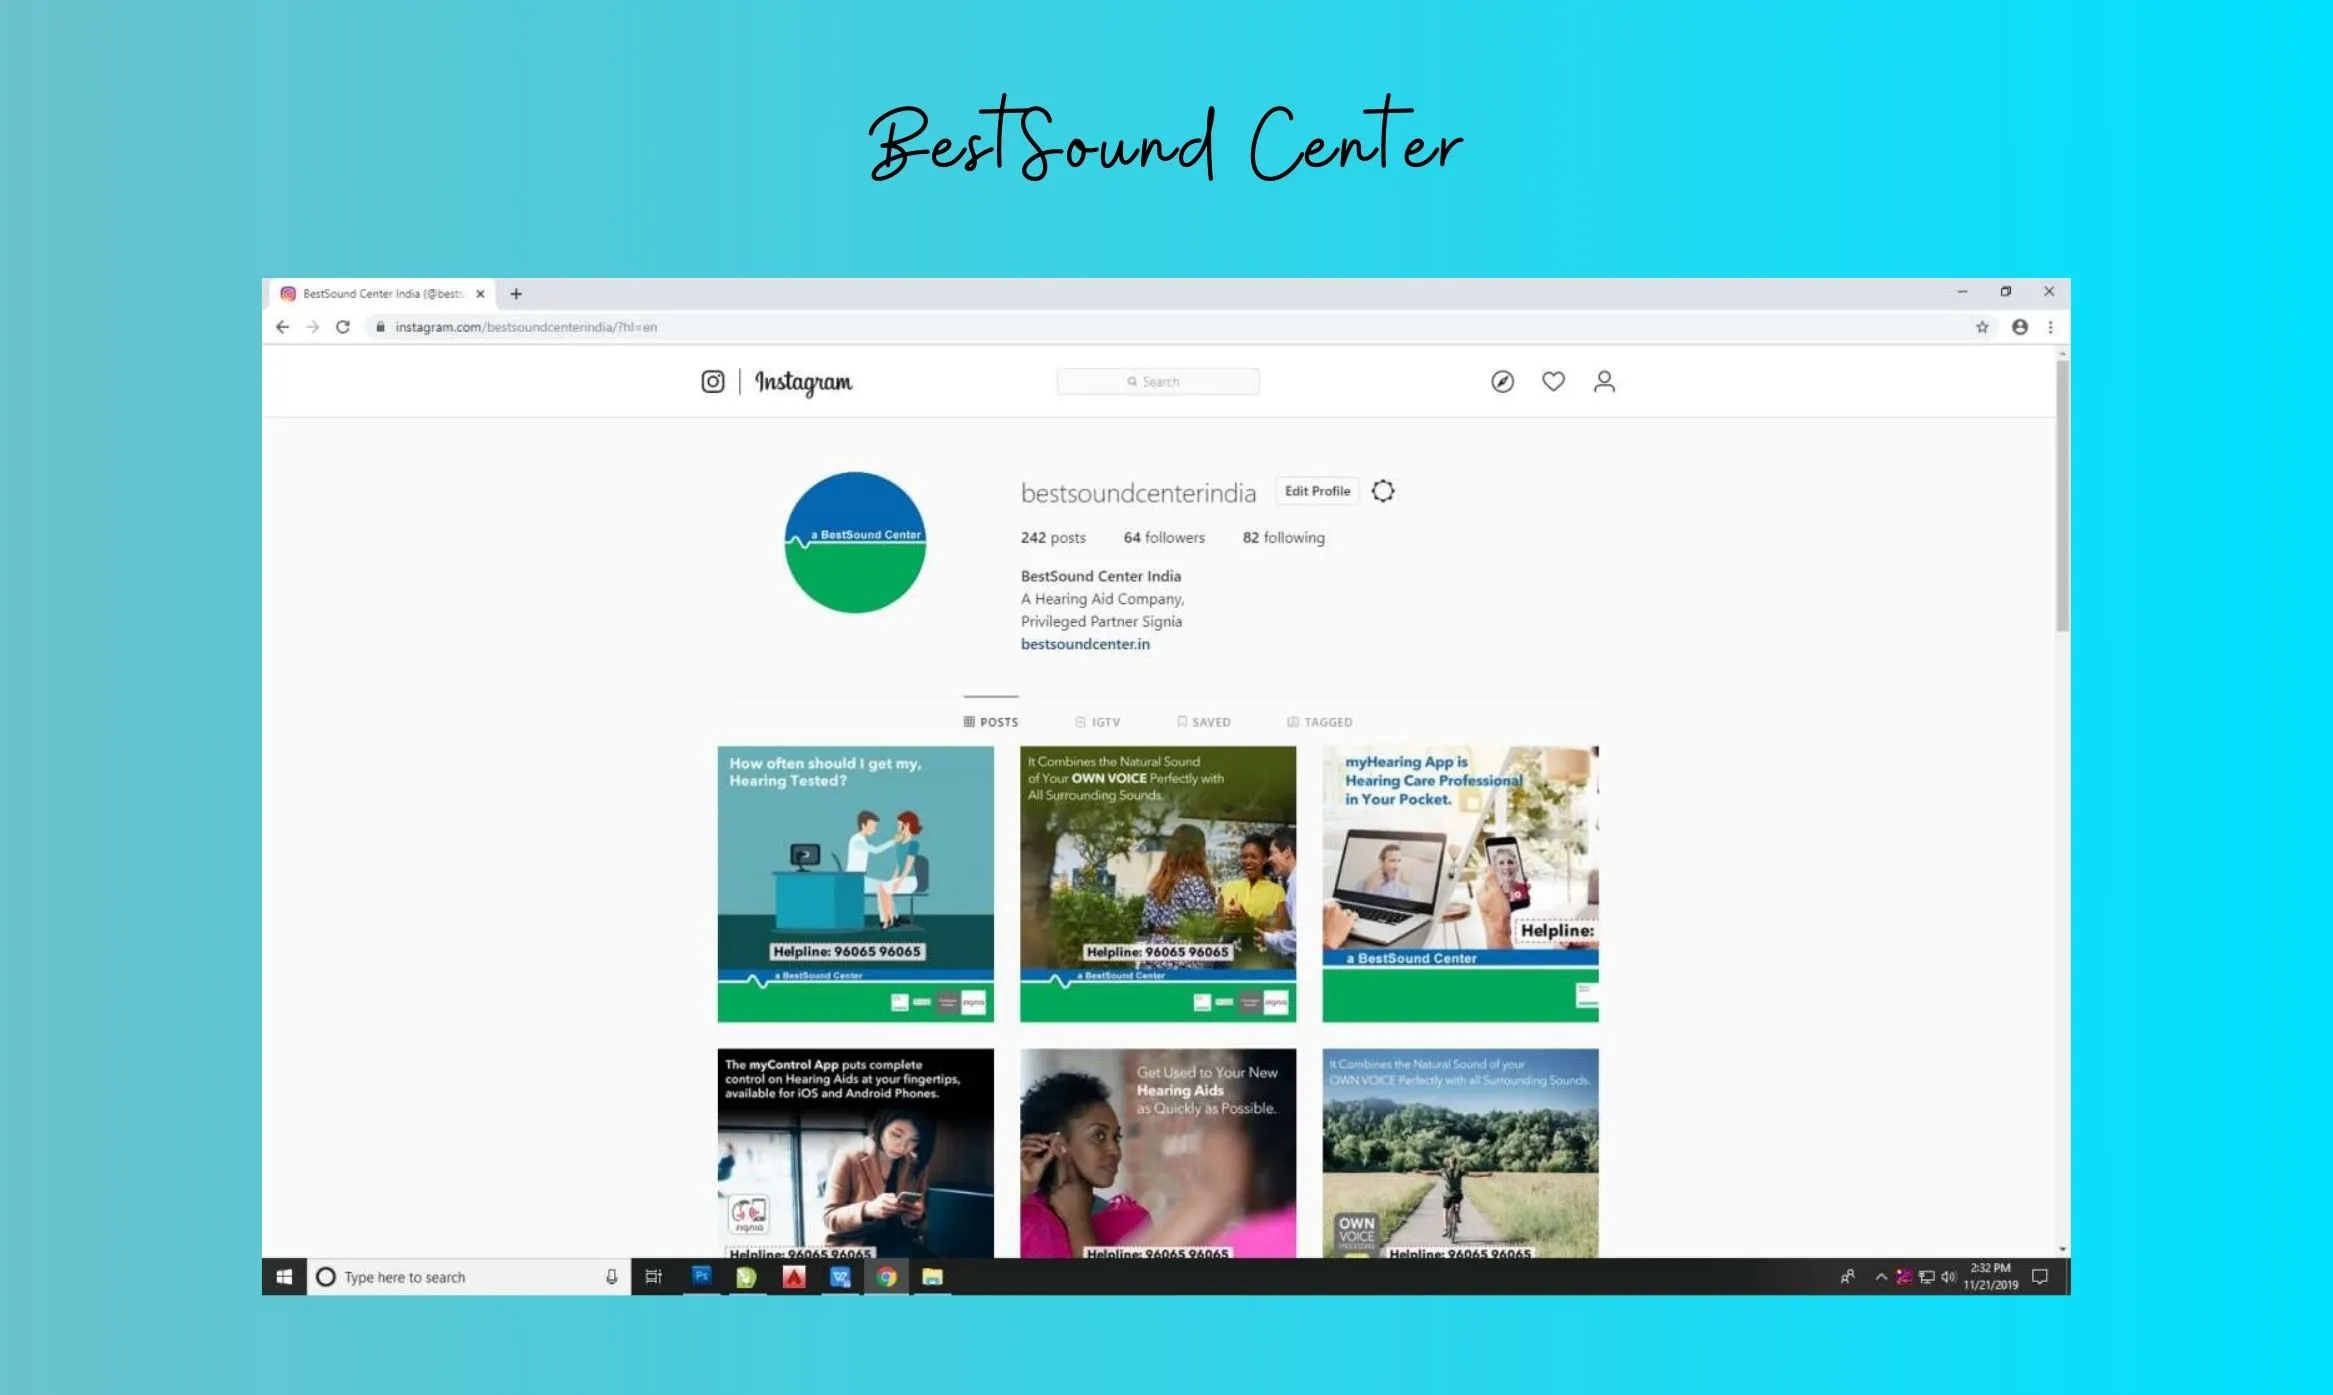 BestSound Center
BestSound Center India (@bests
instagram.com/bestsoundcenterindia/?hl=en
Instagram
Search
a BestSound Center
bestsoundcenterindia
Edit Profile
242 posts 64 followers 82 following
BestSound Center India
A Hearing Aid Company,
Privileged Partner Signia
bestsoundcenter.in
POSTS IGTV SAVED TAGGED
How often should I get my,
Hearing Tested?
Helpline: 96065 96065
a BestSound Center
signia
It Combines the Natural Sound
of Your OWN VOICE Perfectly with
All Surrounding Sounds.
Helpline: 96065 96065
a BestSound Center
signia
myHearing App is
Hearing Care Professional
in Your Pocket.
Helpline:
a BestSound Center
The myControl App puts complete
control on Hearing Aids at your fingertips,
available for iOS and Android Phones.
signia
Helpline: 96065 96065
Get Used to Your New
Hearing Aids
as Quickly as Possible.
Helpline: 96065 96065
It Combines the Natural Sound of your
OWN VOICE Perfectly with all Surrounding Sounds.
OWN
VOICE
PROCESSING
Helpline: 96065 96065
Type here to search
Ps
2:32 PM
11/21/2019